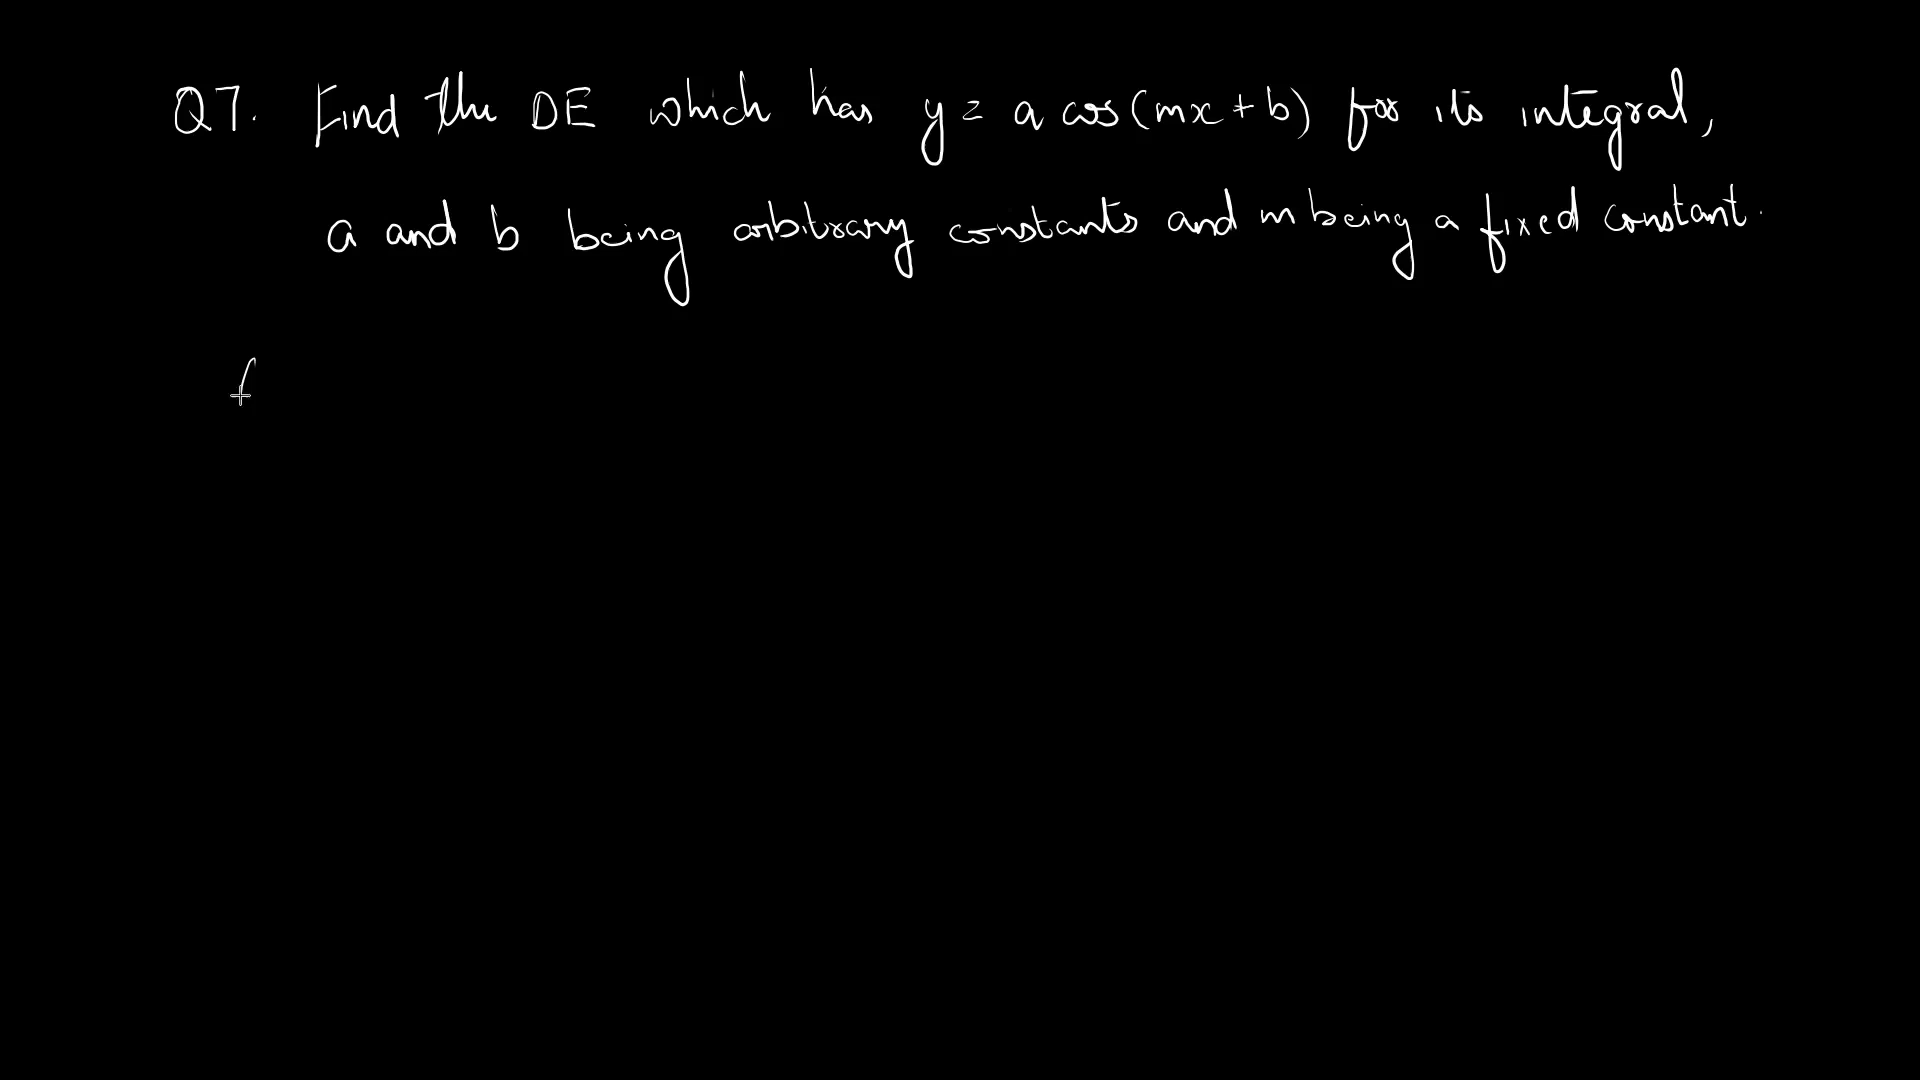 Q7. Find the DE which has y = a cos(mx + b) for its integral,
a and b being arbitrary constants and m being a fixed constant.